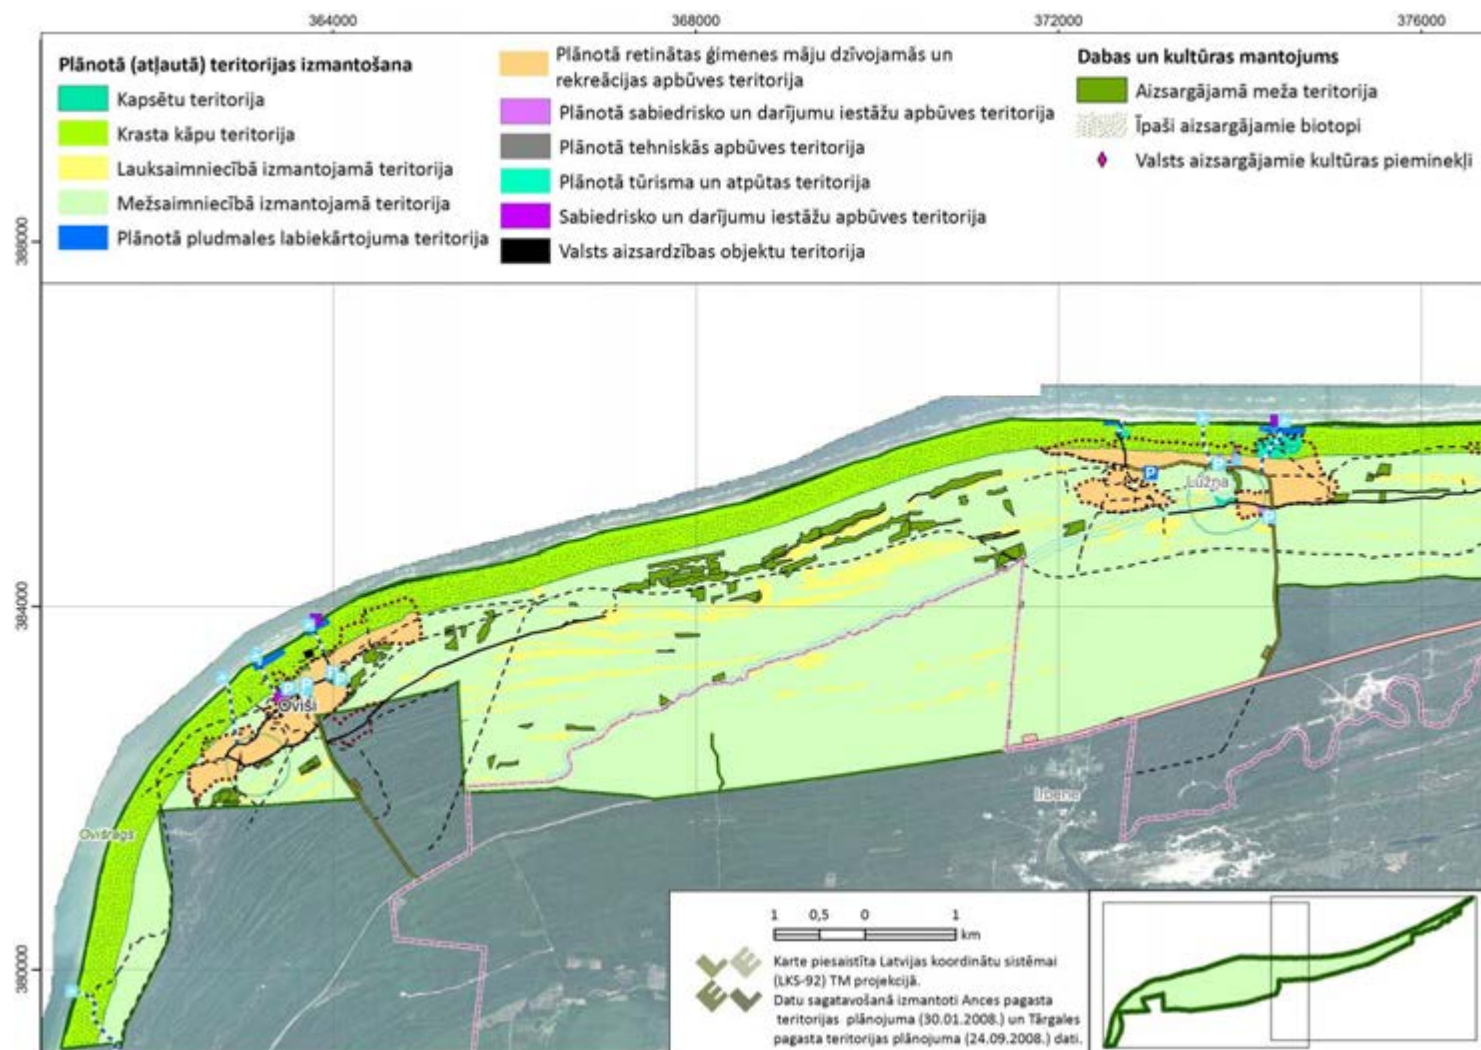 364000
368000
372000
376000
388000
384000
380000
Plānotā (atļautā) teritorijas izmantošana
Kapsētu teritorija
Krasta kāpu teritorija
Lauksaimniecībā izmantojamā teritorija
Mežsaimniecībā izmantojamā teritorija
Plānotā pludmales labiekārtojuma teritorija
Plānotā retinātas ģimenes māju dzīvojamās un
rekreācijas apbūves teritorija
Plānotā sabiedrisko un darījumu iestāžu apbūves teritorija
Plānotā tehniskās apbūves teritorija
Plānotā tūrisma un atpūtas teritorija
Sabiedrisko un darījumu iestāžu apbūves teritorija
Valsts aizsardzības objektu teritorija
Dabas un kultūras mantojums
Aizsargājamā meža teritorija
Īpaši aizsargājamie biotopi
Valsts aizsargājamie kultūras pieminekļi
P
P
Lūžņa
P
P
P
P
P
Oviši
Irbene
Ovišrags
1 0,5 0 1
km
Karte piesaistīta Latvijas koordinātu sistēmai
(LKS-92) TM projekcijā.
Datu sagatavošanā izmantoti Ances pagasta
teritorijas plānojuma (30.01.2008.) un Tārgales
pagasta teritorijas plānojuma (24.09.2008.) dati.